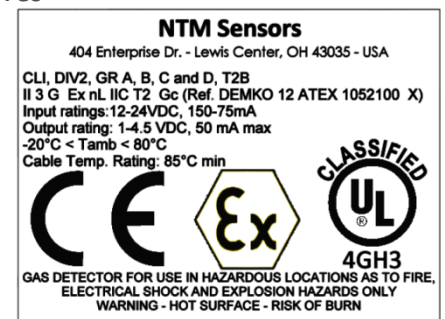 NTM Sensors
404 Enterprise Dr. - Lewis Center, OH 43035 - USA
CLI, DIV2, GR A, B, C and D, T2B
II 3 G Ex nL IIC T2 Gc (Ref. DEMKO 12 ATEX 1052100 X)
Input ratings:12-24VDC, 150-75mA
Output rating: 1-4.5 VDC, 50 mA max
-20°C < Tamb < 80°C
Cable Temp. Rating: 85°C min
CE
Ex
CLASSIFIED
UL
®
4GH3
GAS DETECTOR FOR USE IN HAZARDOUS LOCATIONS AS TO FIRE,
ELECTRICAL SHOCK AND EXPLOSION HAZARDS ONLY
WARNING - HOT SURFACE - RISK OF BURN